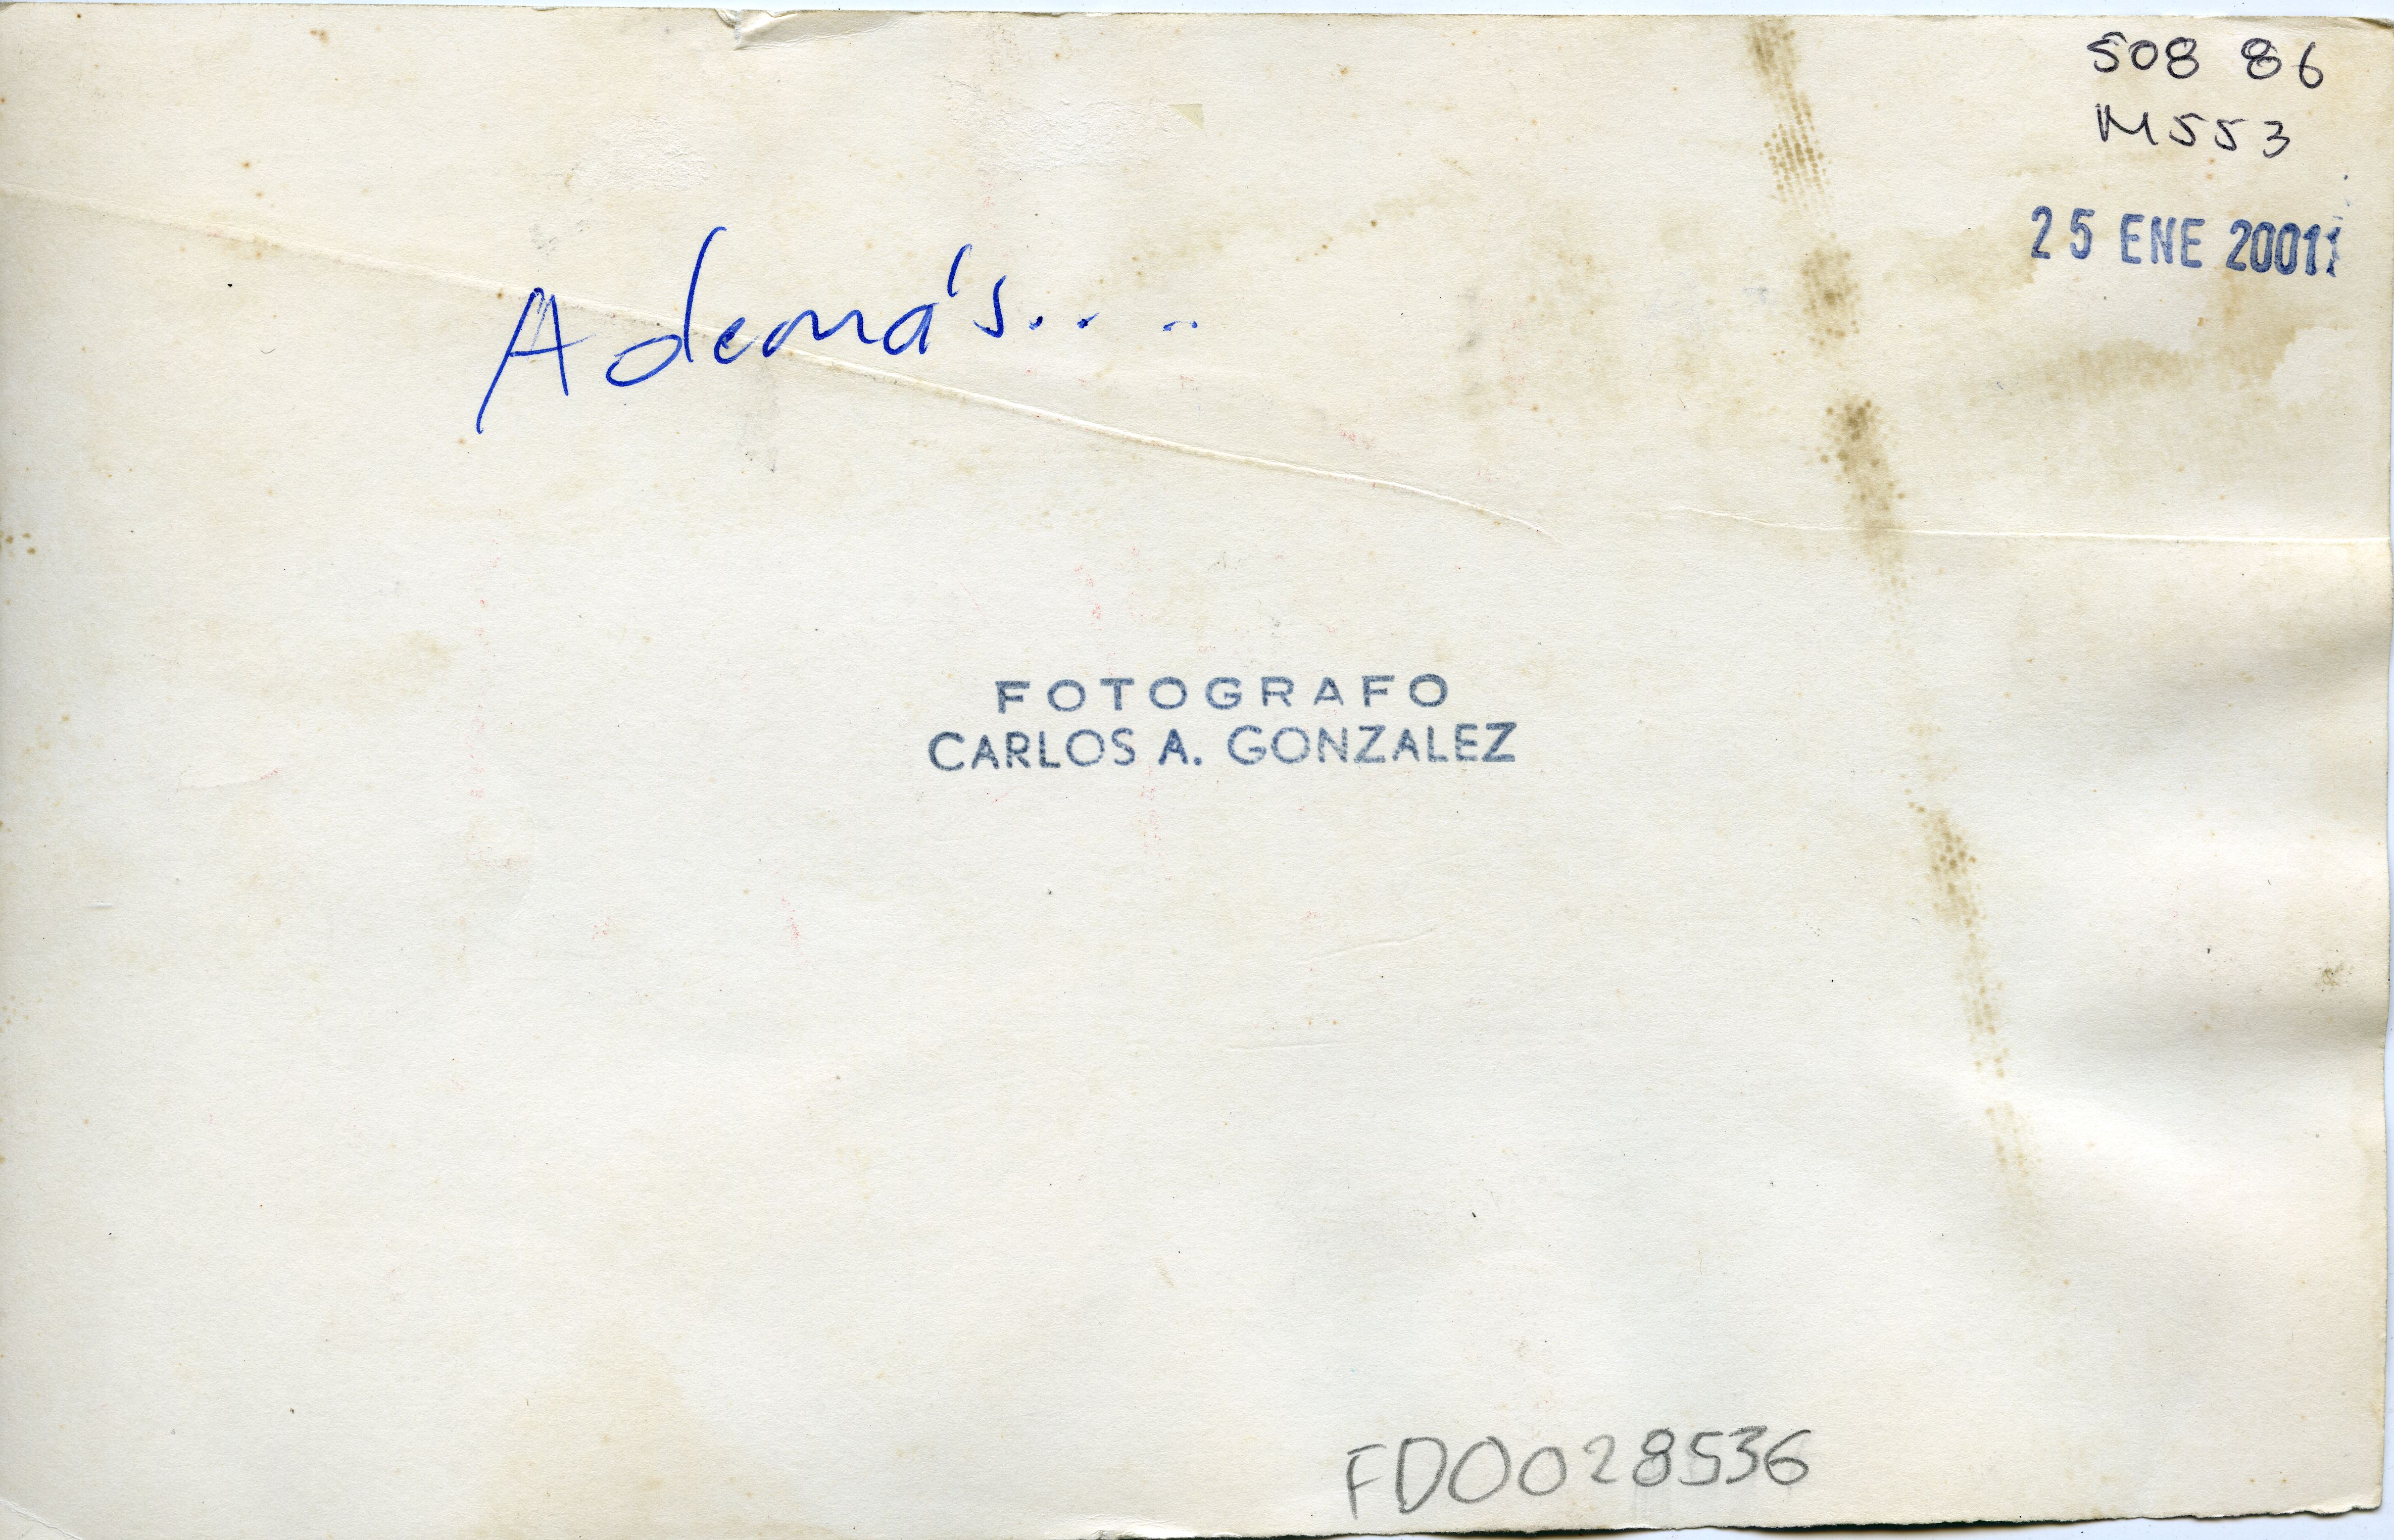 508 86
M553
25 ENE 2001
Además. . ..
FOTOGRAFO
CARLOS A. GONZALEZ
FD0028536